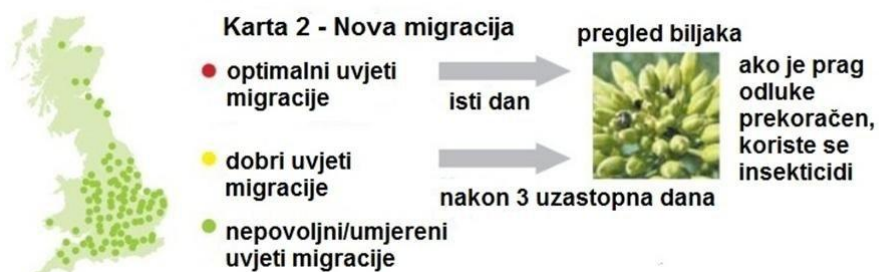 Karta 2 - Nova migracija
optimalni uvjeti
migracije
isti dan
dobri uvjeti
migracije
nakon 3 uzastopna dana
nepovoljni/umjereni
uvjeti migracije
pregled biljaka
ako je prag
odluke
prekoračen,
koriste se
insekticidi